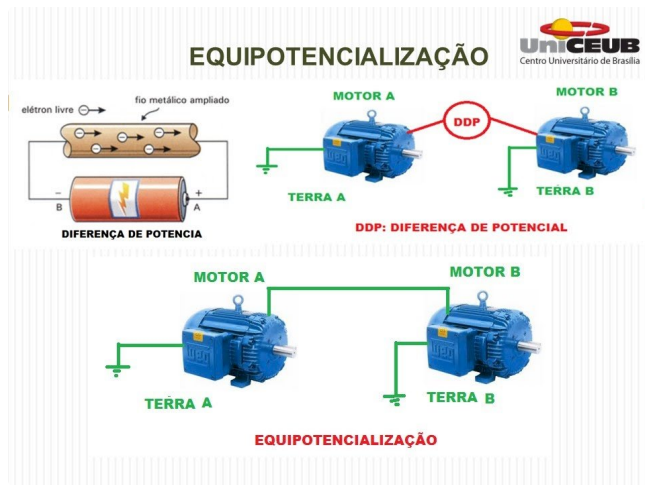 UniCEUB
Centro Universitário de Brasília
EQUIPOTENCIALIZAÇÃO
elétron livre
fio metálico ampliado
B
–
+
A
DIFERENÇA DE POTENCIA
MOTOR A
MOTOR B
DDP
TERRA A
TERRA B
DDP: DIFERENÇA DE POTENCIAL
MOTOR A
MOTOR B
TERRA A
TERRA B
EQUIPOTENCIALIZAÇÃO